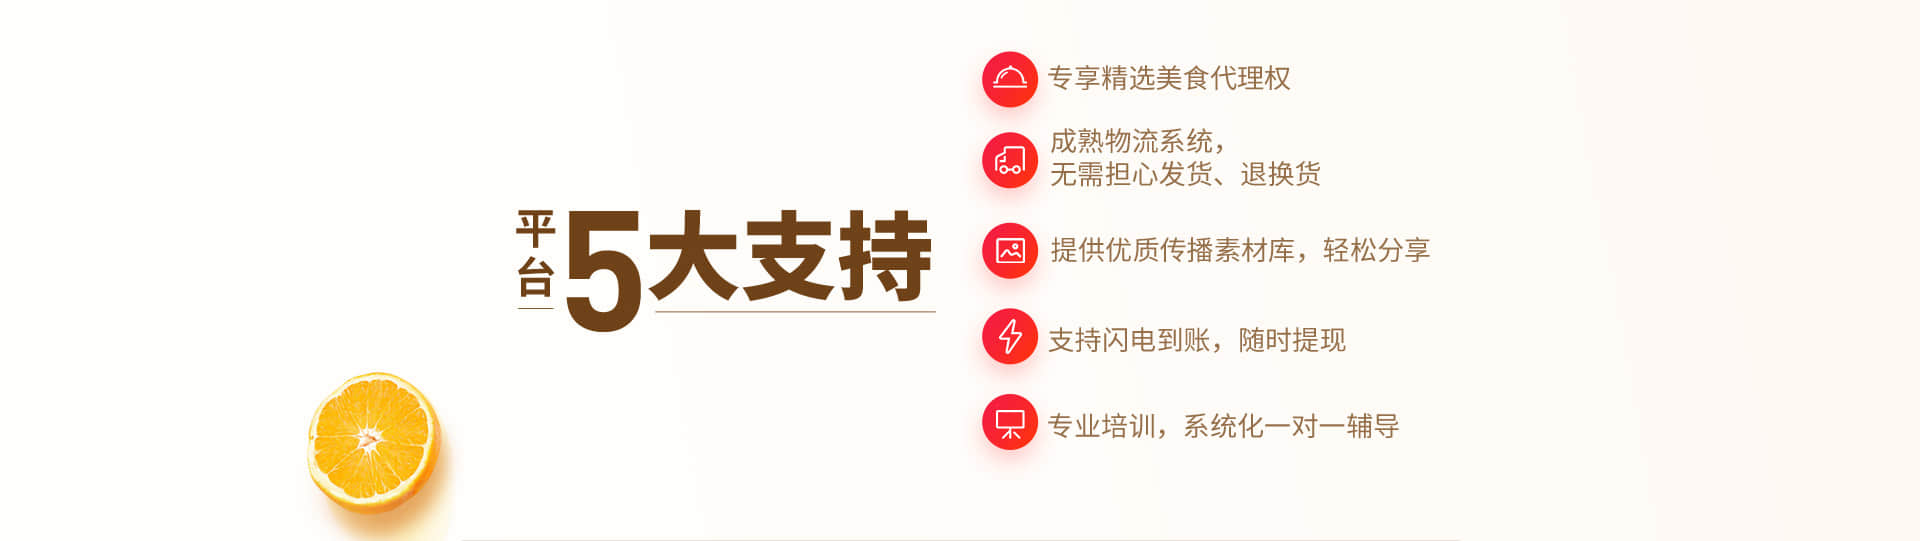 平台5大支持
专享精选美食代理权
成熟物流系统，
无需担心发货、退换货
提供优质传播素材库，轻松分享
支持闪电到账，随时提现
专业培训，系统化一对一辅导